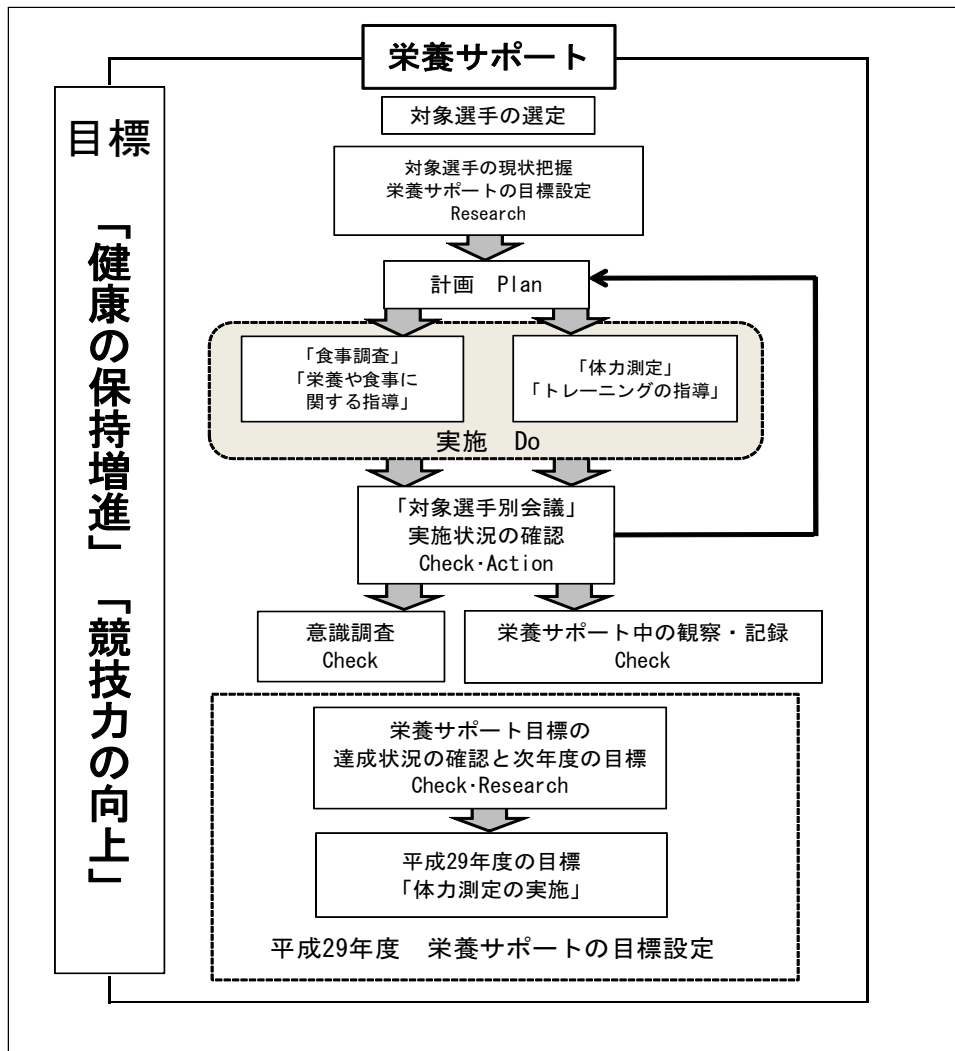 栄養サポート
目標
「健康の保持増進」「競技力の向上」
対象選手の選定
対象選手の現状把握
栄養サポートの目標設定
Research
計画　Plan
「食事調査」
「栄養や食事に
関する指導」
「体力測定」
「トレーニングの指導」
実施　Do
「対象選手別会議」
実施状況の確認
Check・Action
意識調査
Check
栄養サポート中の観察・記録
Check
栄養サポート目標の
達成状況の確認と次年度の目標
Check・Research
平成29年度の目標
「体力測定の実施」
平成29年度　栄養サポートの目標設定